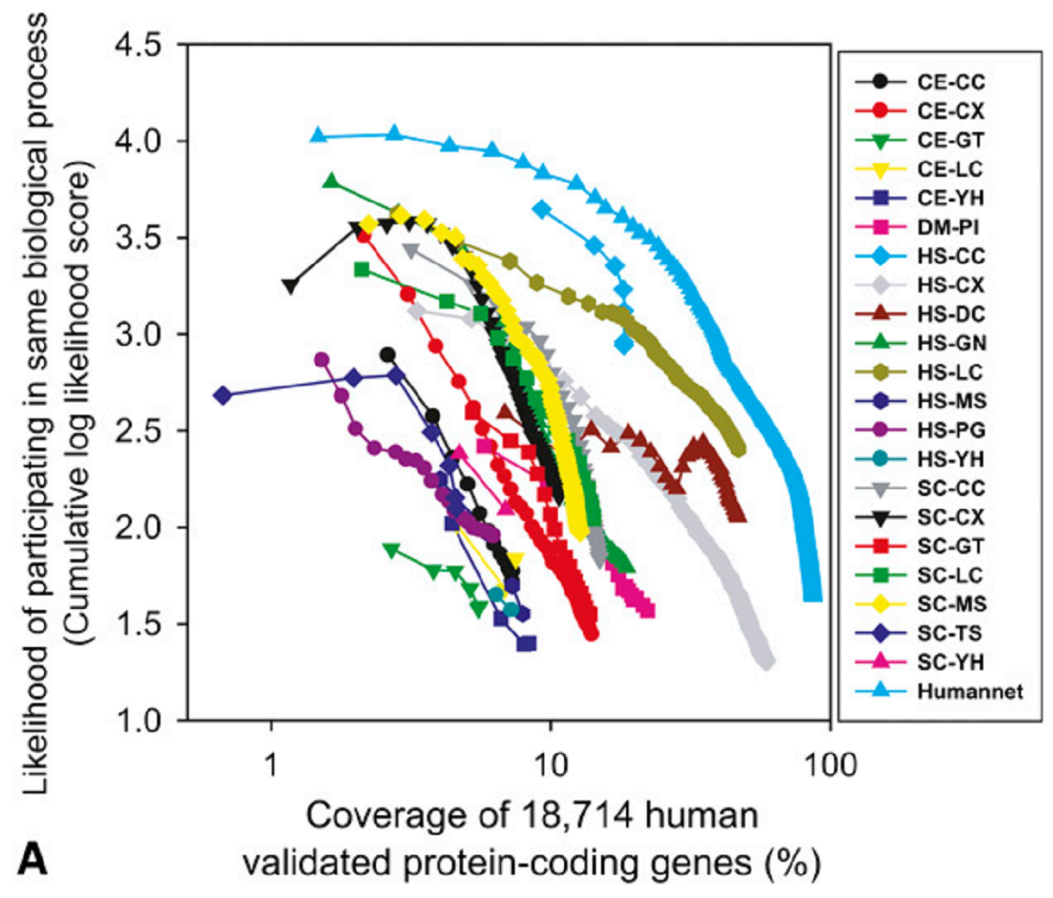 Likelihood of participating in same biological process
(Cumulative log likelihood score)
4.5
4.0
3.5
3.0
2.5
2.0
1.5
1.0
1
10
100
Coverage of 18,714 human
validated protein-coding genes (%)
A
CE-CC
CE-CX
CE-GT
CE-LC
CE-YH
DM-PI
HS-CC
HS-CX
HS-DC
HS-GN
HS-LC
HS-MS
HS-PG
HS-YH
SC-CC
SC-CX
SC-GT
SC-LC
SC-MS
SC-TS
SC-YH
Humannet